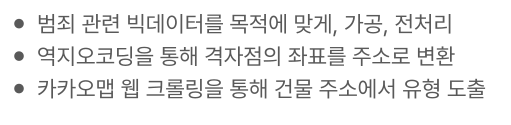 • 범죄 관련 빅데이터를 목적에 맞게, 가공, 전처리
• 역지오코딩을 통해 격자점의 좌표를 주소로 변환
• 카카오맵 웹 크롤링을 통해 건물 주소에서 유형 도출